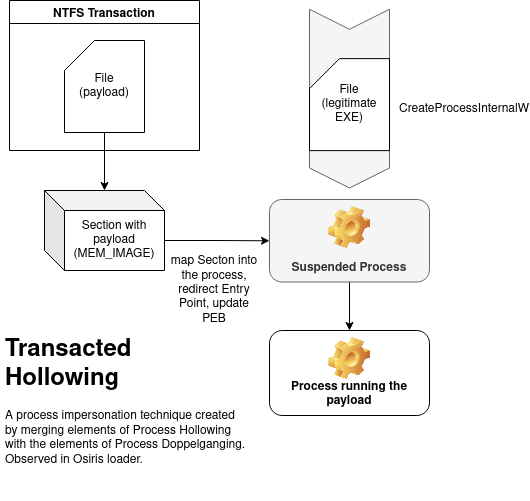 NTFS Transaction
File
(payload)
File
(legitimate
EXE)
CreateProcessInternalW
Section with
payload
(MEM_IMAGE)
map Secton into
the process,
redirect Entry
Point, update
PEB
Suspended Process
Process running the
payload
Transacted
Hollowing
A process impersonation technique created
by merging elements of Process Hollowing
with the elements of Process Doppelganging.
Observed in Osiris loader.